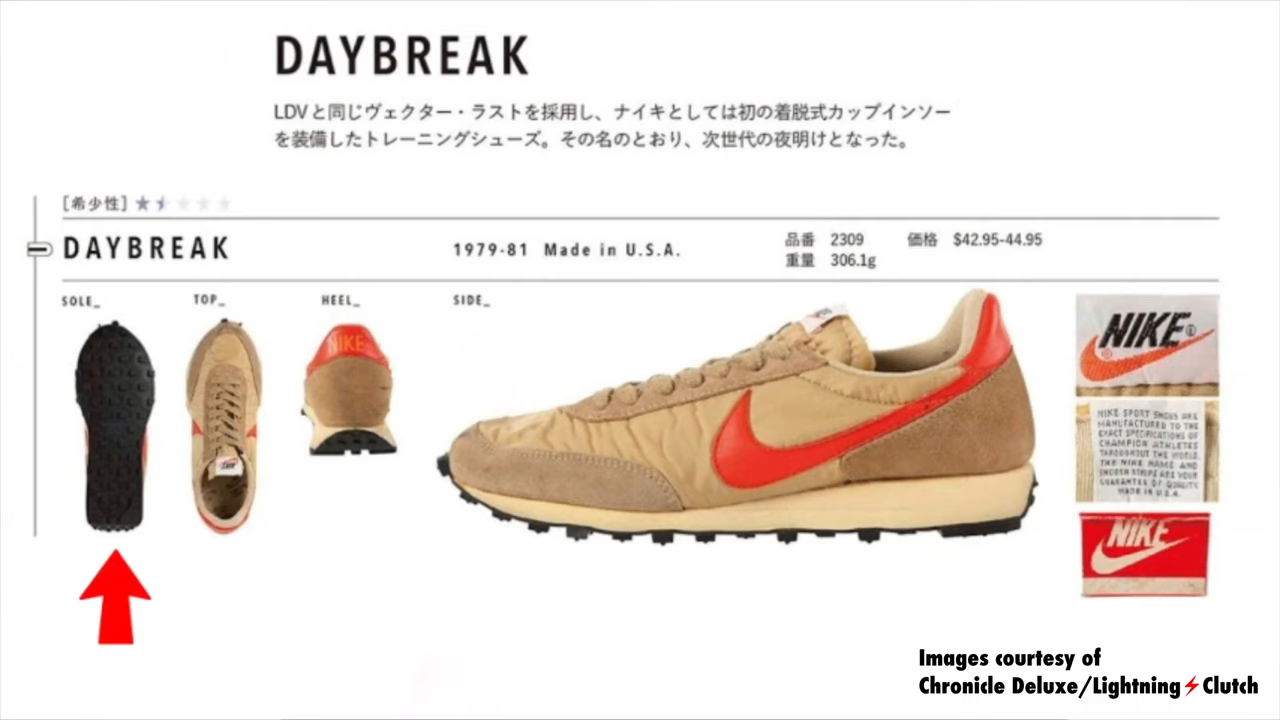 DAYBREAK
LDVと同じヴェクター・ラストを採用し、ナイキとしては初の着脱式カップインソー
を装備したトレーニングシューズ。その名のとおり、次世代の夜明けとなった。
[希少性] ★
DAYBREAK
1979-81 Made in U.S.A.
品番 2309 価格 $42.95-44.95
重量 306.1g
SOLE_
TOP_
HEEL_
SIDE_
NIKE
NIKE®
NIKE SPORT SHOES ARE
MANUFACTURED TO THE
EXACT SPECIFICATIONS OF
CHAMPION ATHLETES
THROUGHOUT THE WORLD.
THE NIKE NAME AND
SWOOSH STRIPE ARE YOUR
GUARANTEE OF QUALITY.
MADE IN U.S.A.
NIKE
Images courtesy of
Chronicle Deluxe/Lightning⚡Clutch